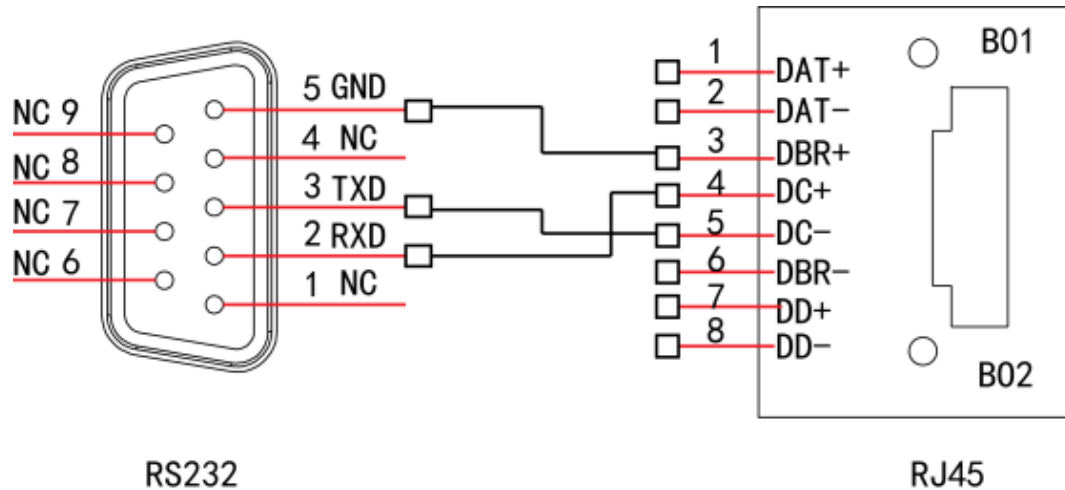 NC 9
NC 8
NC 7
NC 6
5 GND
4 NC
3 TXD
2 RXD
1 NC
RS232
1 DAT+
2 DAT-
3 DBR+
4 DC+
5 DC-
6 DBR-
7 DD+
8 DD-
B01
B02
RJ45